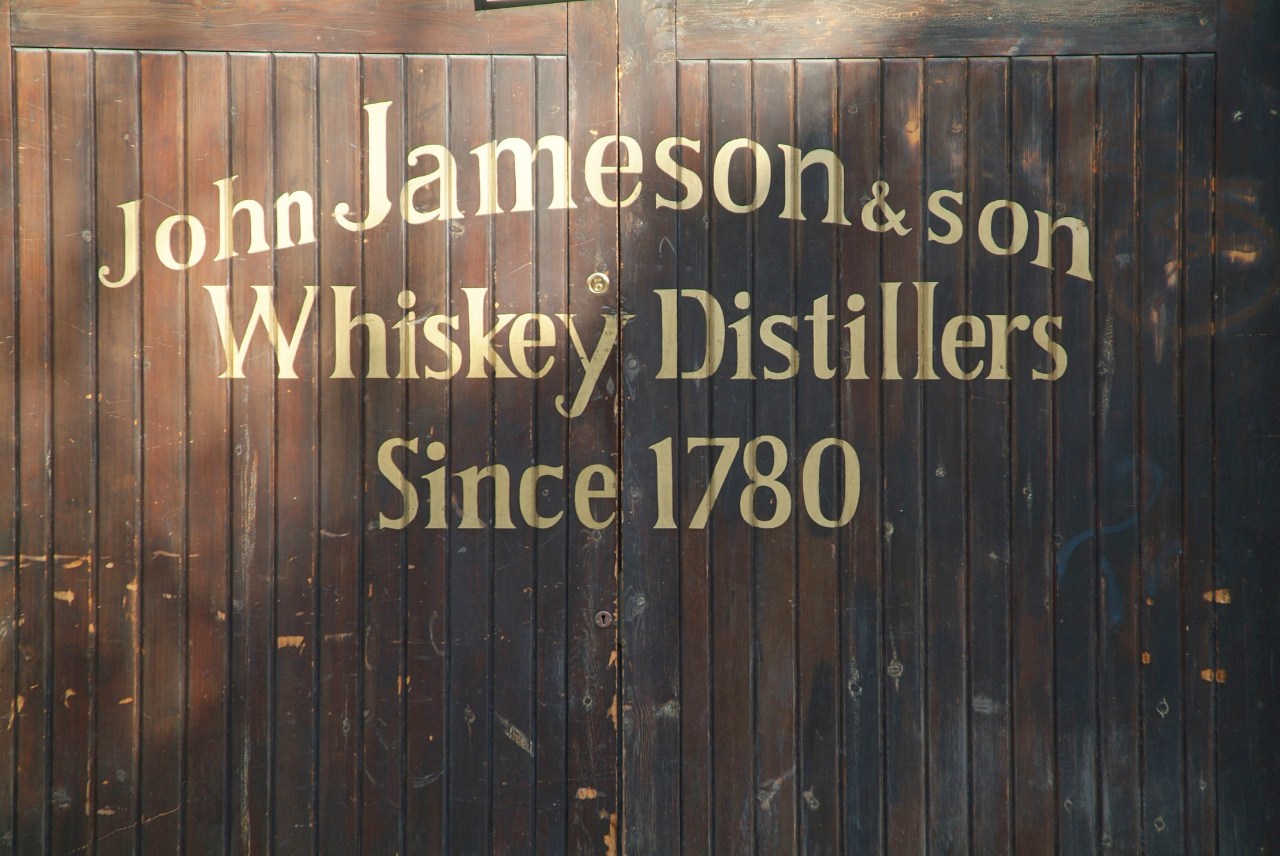 John Jameson & son
Whiskey Distillers
Since 1780